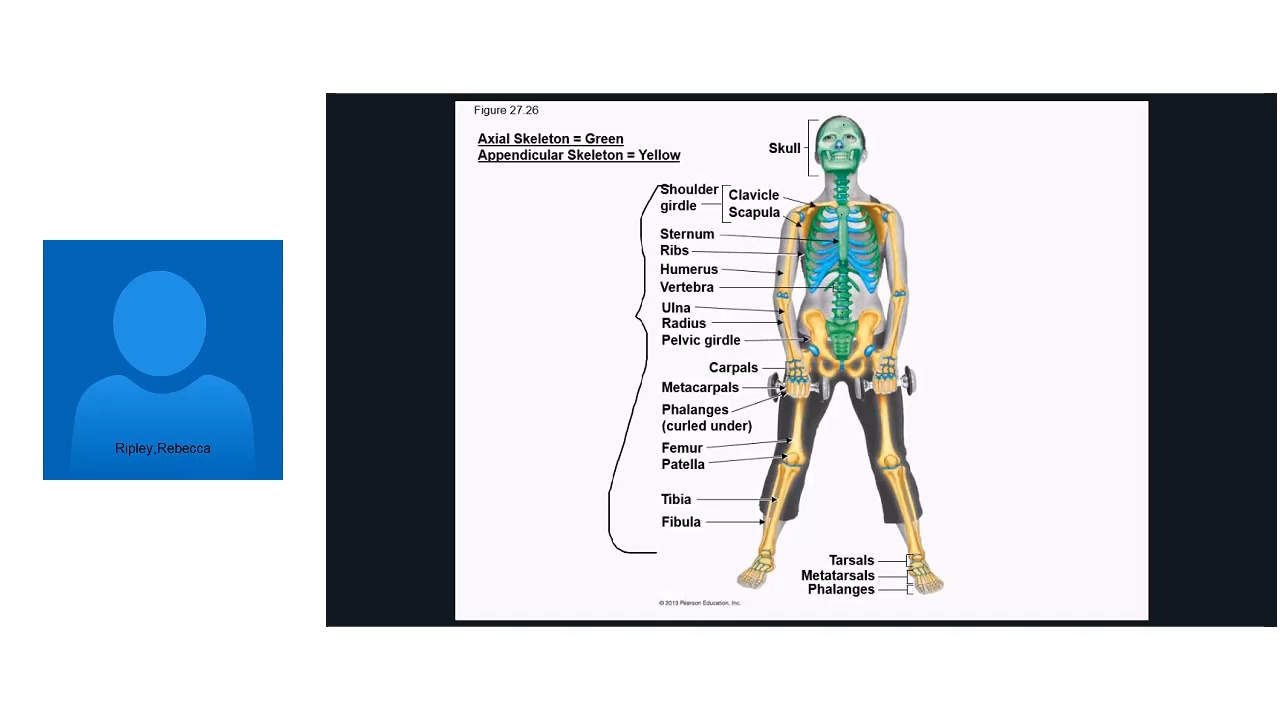 Ripley,Rebecca
Figure 27.26
Axial Skeleton = Green
Appendicular Skeleton = Yellow
Skull
Shoulder
girdle
Clavicle
Scapula
Sternum
Ribs
Humerus
Vertebra
Ulna
Radius
Pelvic girdle
Carpals
Metacarpals
Phalanges
(curled under)
Femur
Patella
Tibia
Fibula
Tarsals
Metatarsals
Phalanges
© 2013 Pearson Education, Inc.